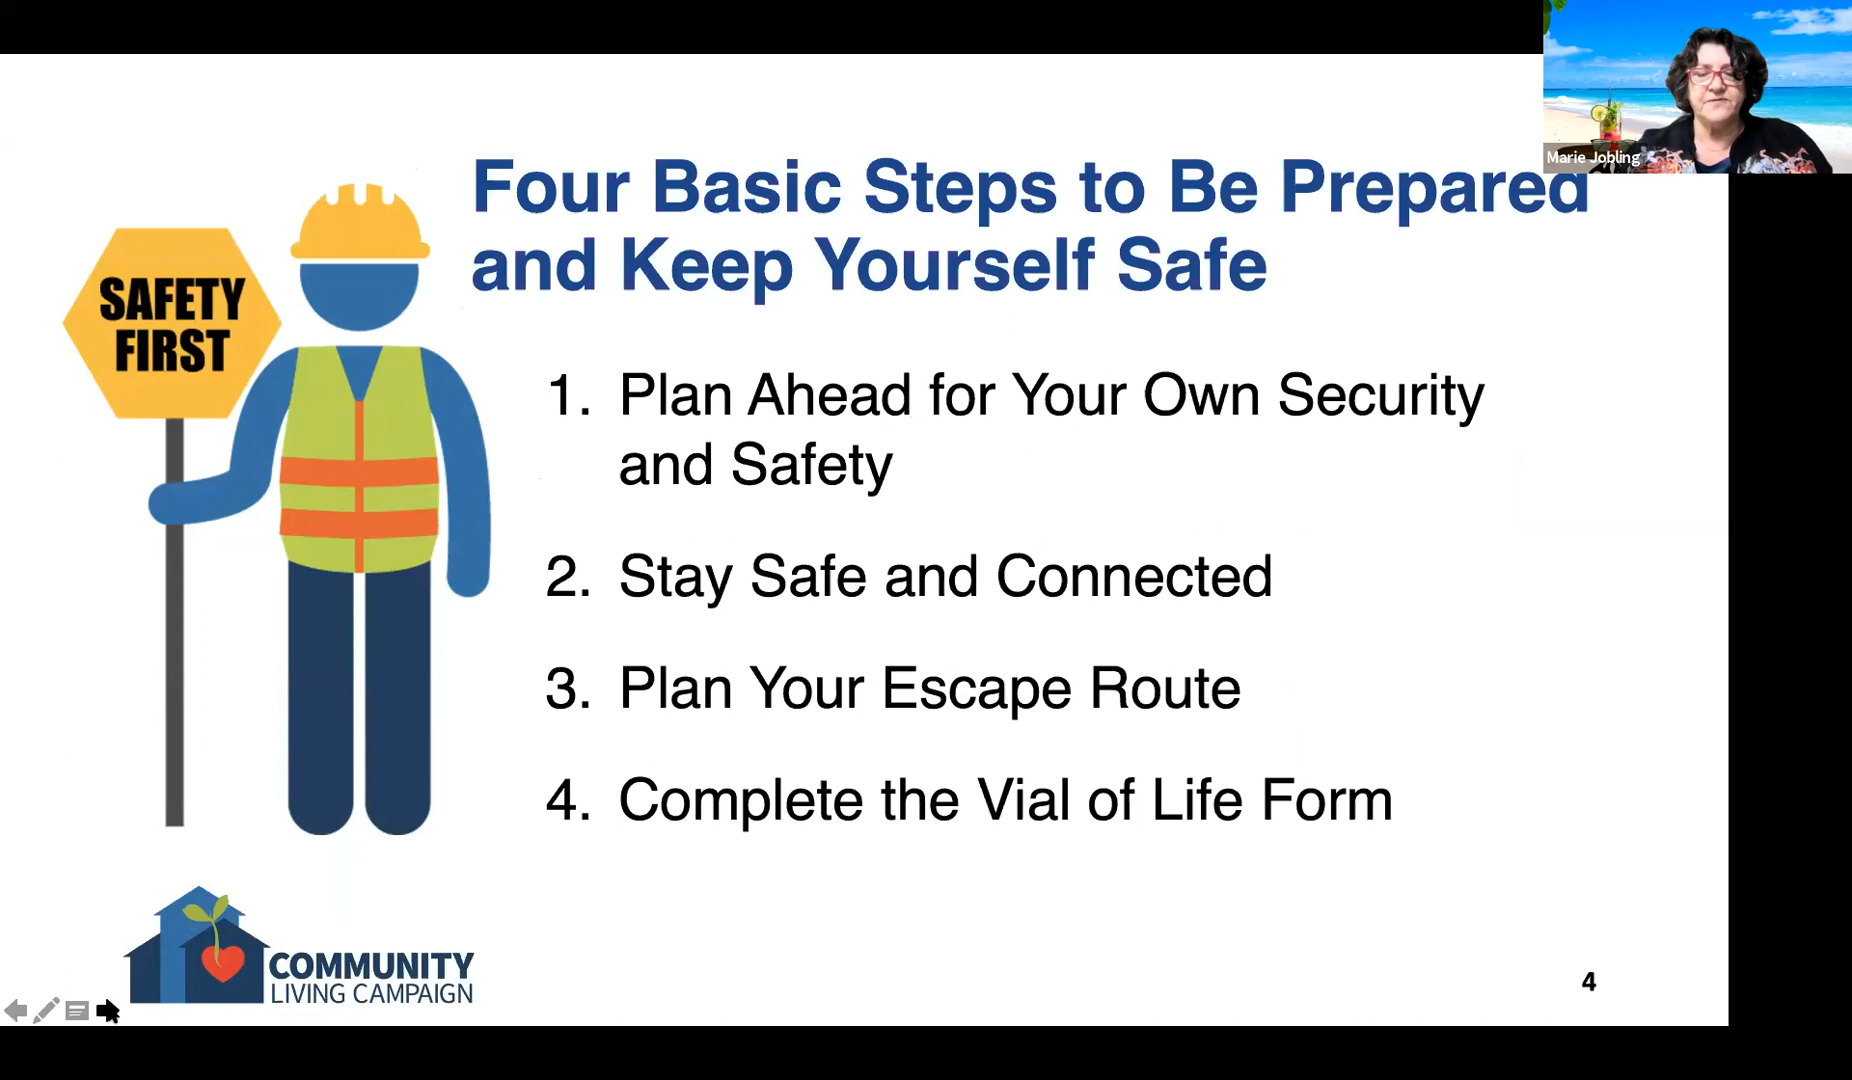 Marie Jobling
Four Basic Steps to Be Prepared
and Keep Yourself Safe
SAFETY
FIRST
1. Plan Ahead for Your Own Security
and Safety
2. Stay Safe and Connected
3. Plan Your Escape Route
4. Complete the Vial of Life Form
COMMUNITY
LIVING CAMPAIGN
4